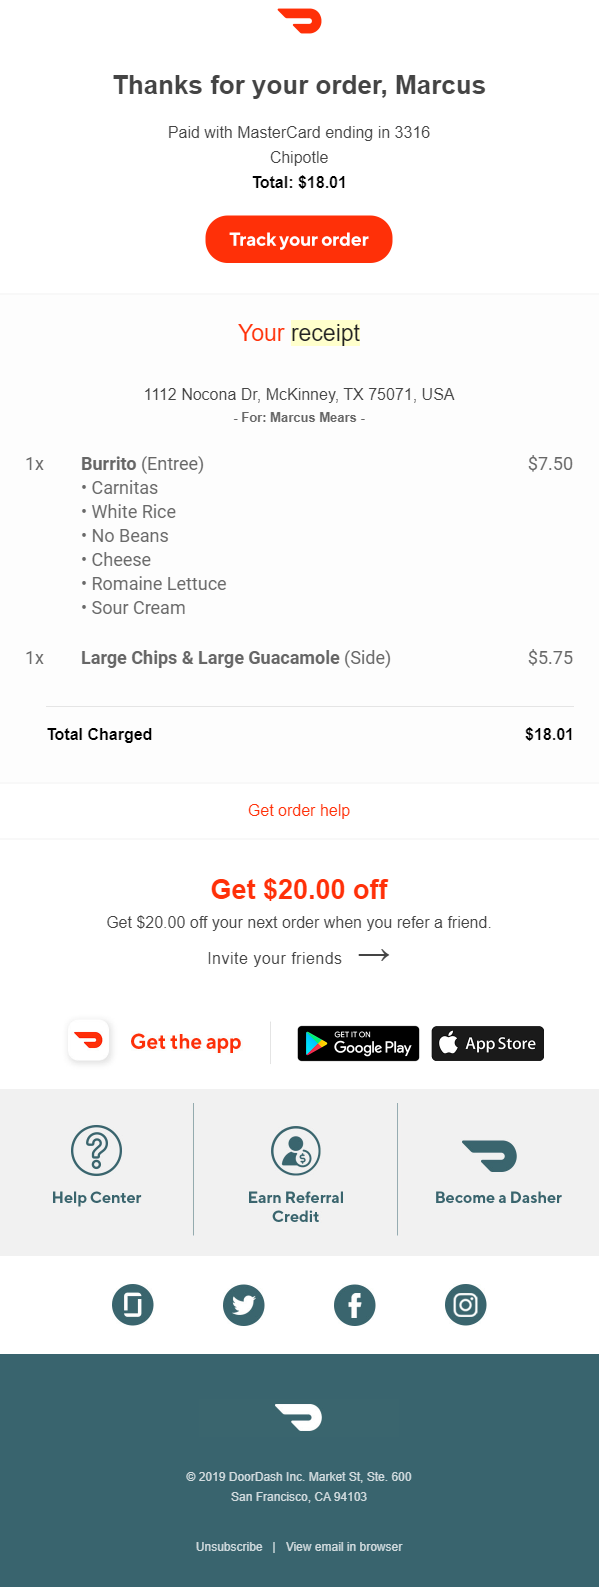 Thanks for your order, Marcus
Paid with MasterCard ending in 3316
Chipotle
Total: $18.01
Track your order
Your receipt
1112 Nocona Dr, McKinney, TX 75071, USA
- For: Marcus Mears -
1x Burrito (Entree) $7.50
• Carnitas
• White Rice
• No Beans
• Cheese
• Romaine Lettuce
• Sour Cream
1x Large Chips & Large Guacamole (Side) $5.75
Total Charged $18.01
Get order help
Get $20.00 off
Get $20.00 off your next order when you refer a friend.
Invite your friends →
Get the app
GET IT ON
Google Play
App Store
Help Center
Earn Referral
Credit
Become a Dasher
© 2019 DoorDash Inc. Market St, Ste. 600
San Francisco, CA 94103
Unsubscribe | View email in browser